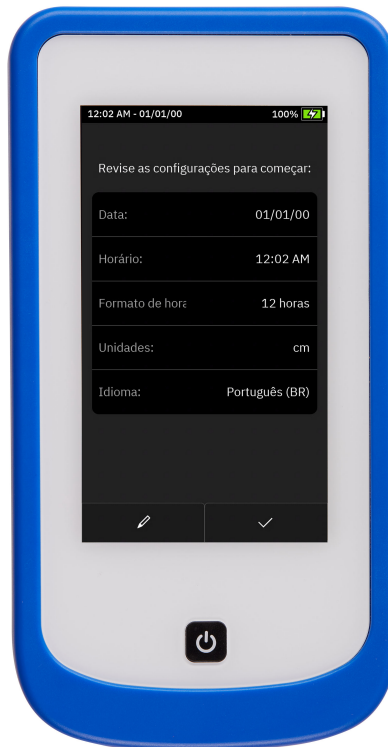 12:02 AM - 01/01/00 100%
Revise as configurações para começar:
Data: 01/01/00
Horário: 12:02 AM
Formato de hora 12 horas
Unidades: cm
Idioma: Português (BR)